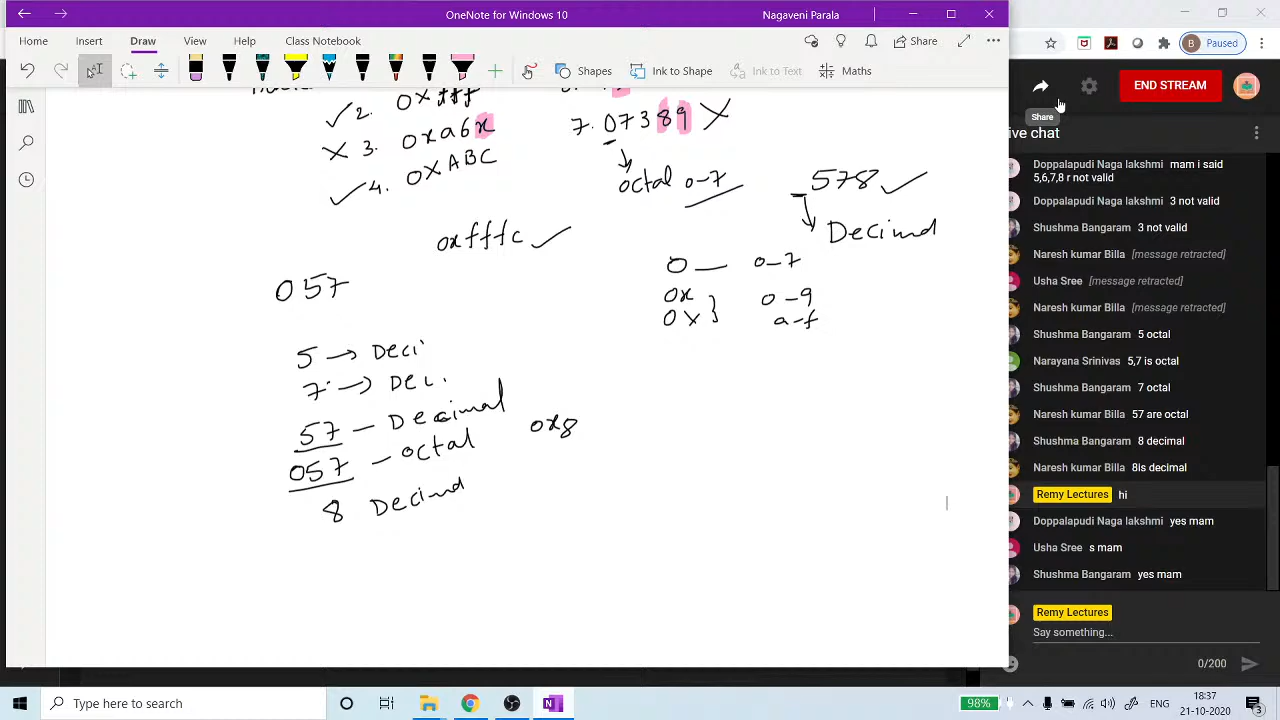 OneNote for Windows 10
Nagaveni Parala
Home Insert Draw View Help Class Notebook
Share
Shapes Ink to Shape Ink to Text Maths
2. 0Xfff
3. 0xa6x
4. 0XABC
7. 07389 X
octal 0-7
578
Decimal
0xfffc
0 — 0-7
0x 0-9
0X } a-f
057
5 → Deci
7 → Deci.
57 — Decimal
057 — octal
8 Decimal
0x8
Paused
END STREAM
Share
ive chat
Doppalapudi Naga lakshmi mam i said
5,6,7,8 r not valid
Doppalapudi Naga lakshmi 3 not valid
Shushma Bangaram 3 not valid
Naresh kumar Billa [message retracted]
Usha Sree [message retracted]
Naresh kumar Billa [message retracted]
Shushma Bangaram 5 octal
Narayana Srinivas 5,7 is octal
Shushma Bangaram 7 octal
Naresh kumar Billa 57 are octal
Shushma Bangaram 8 decimal
Naresh kumar Billa 8is decimal
Remy Lectures hi
Doppalapudi Naga lakshmi yes mam
Usha Sree s mam
Shushma Bangaram yes mam
Remy Lectures
Say something...
0/200
Type here to search
98%
ENG
18:37
21-10-2020
3